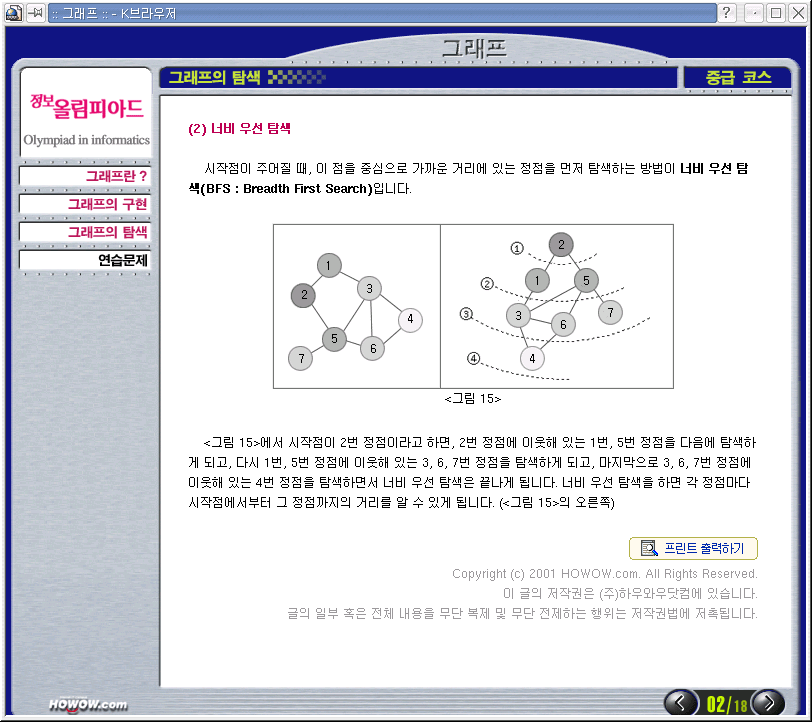 :: 그래프 :: - K브라우저
그래프
정보올림피아드
Olympiad in informatics
그래프란 ?
그래프의 구현
그래프의 탐색
연습문제
그래프의 탐색
중급 코스
(2) 너비 우선 탐색
시작점이 주어질 때, 이 점을 중심으로 가까운 거리에 있는 정점을 먼저 탐색하는 방법이 너비 우선 탐
색(BFS : Breadth First Search)입니다.
1
2
3
4
5
6
7
①
2
②
1
5
③
3
6
7
④
4
<그림 15>
<그림 15>에서 시작점이 2번 정점이라고 하면, 2번 정점에 이웃해 있는 1번, 5번 정점을 다음에 탐색하
게 되고, 다시 1번, 5번 정점에 이웃해 있는 3, 6, 7번 정점을 탐색하게 되고, 마지막으로 3, 6, 7번 정점에
이웃해 있는 4번 정점을 탐색하면서 너비 우선 탐색은 끝나게 됩니다. 너비 우선 탐색을 하면 각 정점마다
시작점에서부터 그 정점까지의 거리를 알 수 있게 됩니다. (<그림 15>의 오른쪽)
프린트 출력하기
Copyright (c) 2001 HOWOW.com. All Rights Reserved.
이 글의 저작권은 (주)하우와우닷컴에 있습니다.
글의 일부 혹은 전체 내용을 무단 복제 및 무단 전제하는 행위는 저작권법에 저촉됩니다.
HOWOW.com
02/18